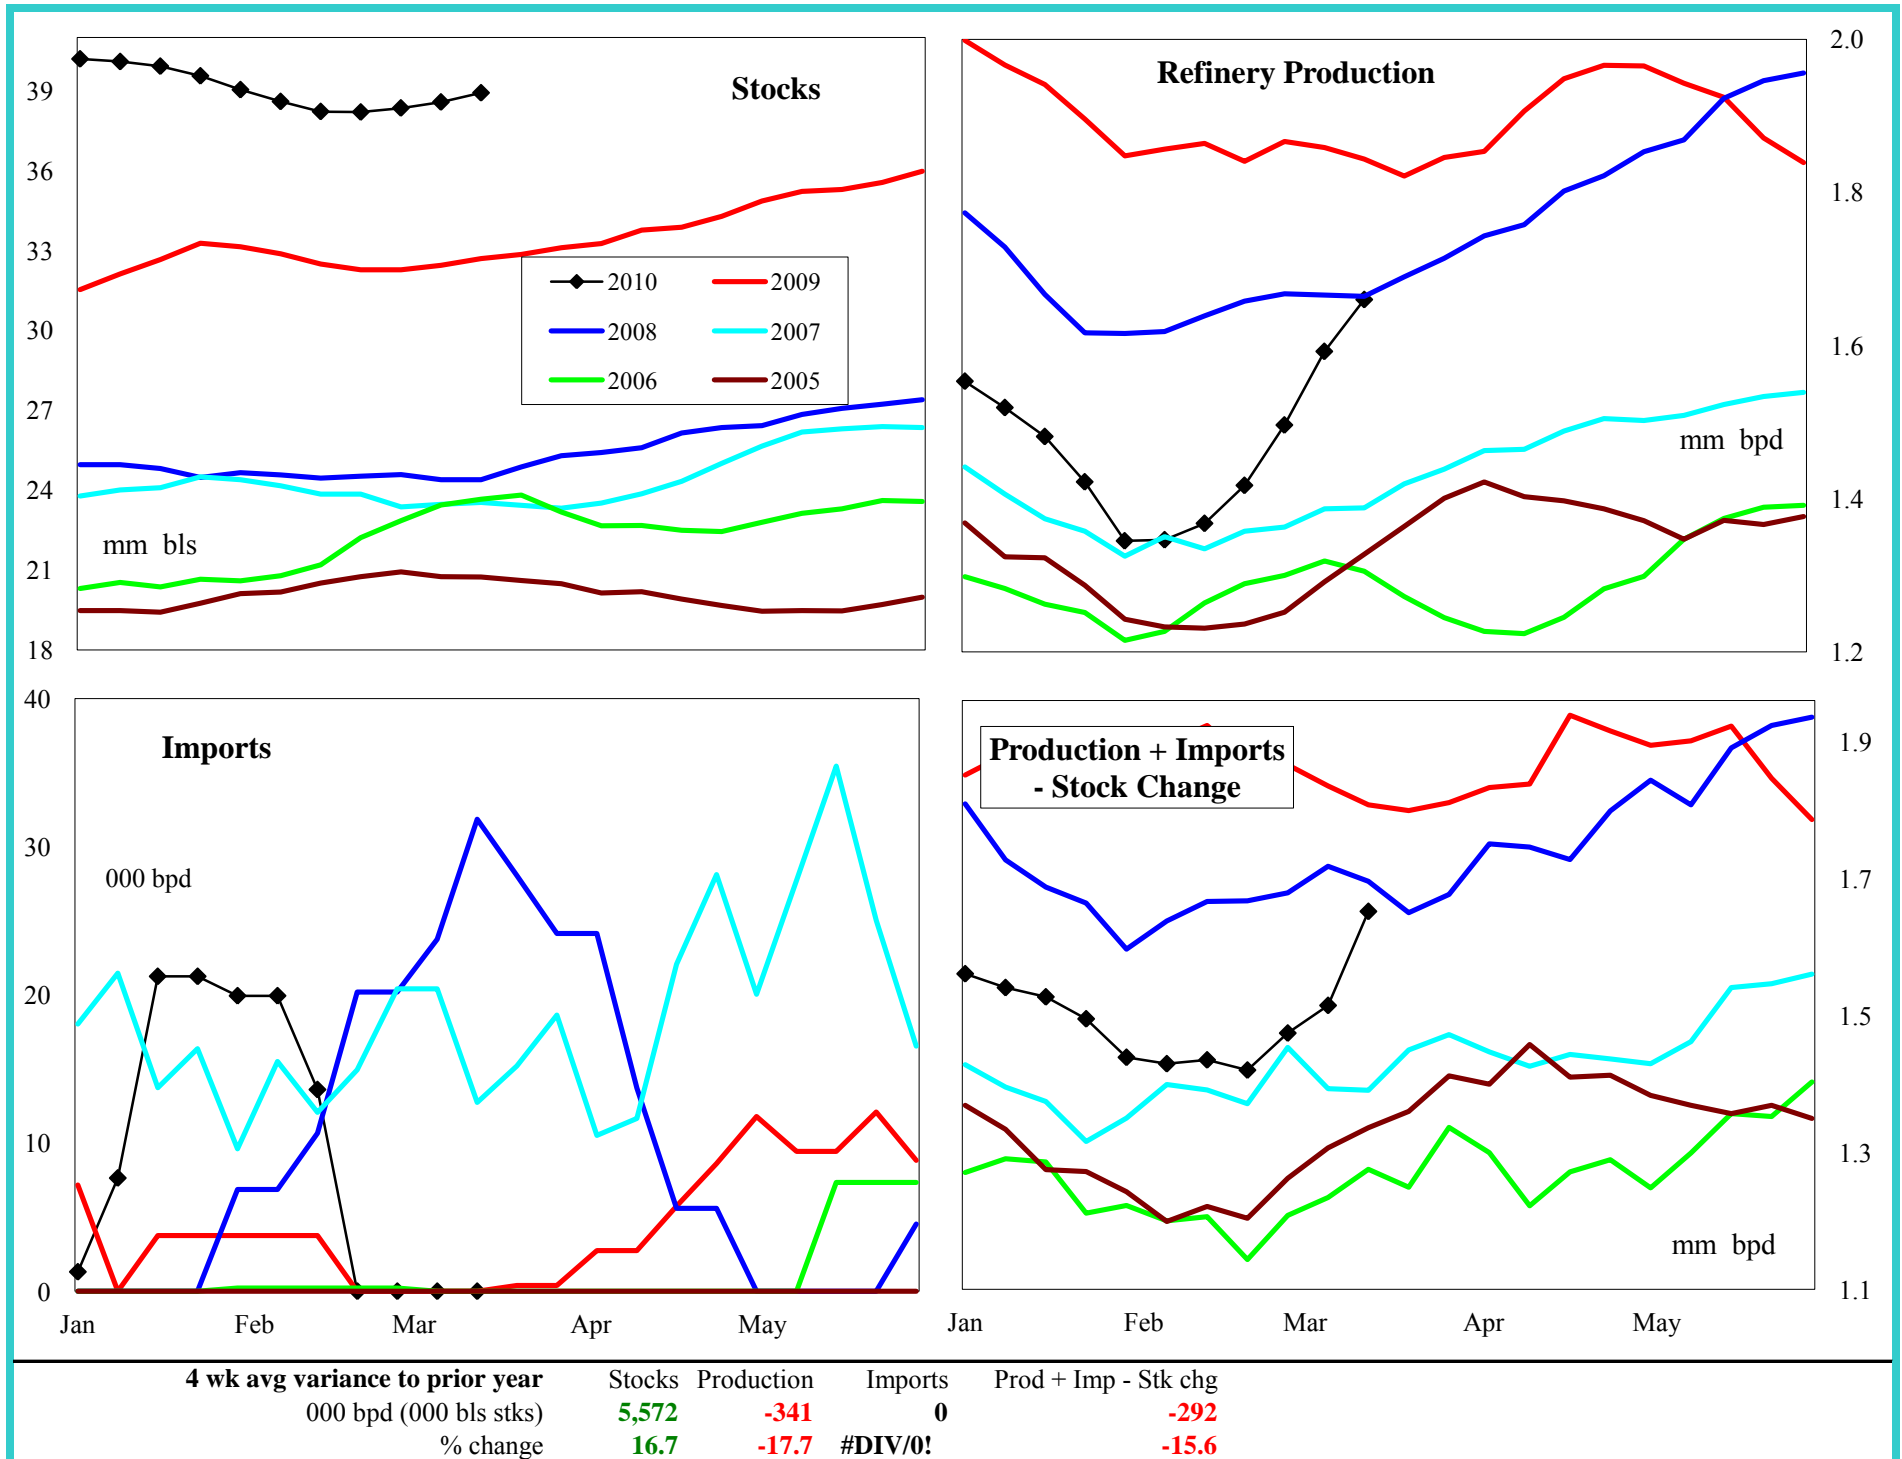 Stocks
39
36
33
30
27
24
21
18
mm bls
2010
2009
2008
2007
2006
2005
Refinery Production
2.0
1.8
1.6
1.4
1.2
mm bpd
Imports
40
30
20
10
0
000 bpd
Jan Feb Mar Apr May
Production + Imports
- Stock Change
1.9
1.7
1.5
1.3
1.1
mm bpd
Jan Feb Mar Apr May
4 wk avg variance to prior year Stocks Production Imports Prod + Imp - Stk chg
000 bpd (000 bls stks) 5,572 -341 0 -292
% change 16.7 -17.7 #DIV/0! -15.6